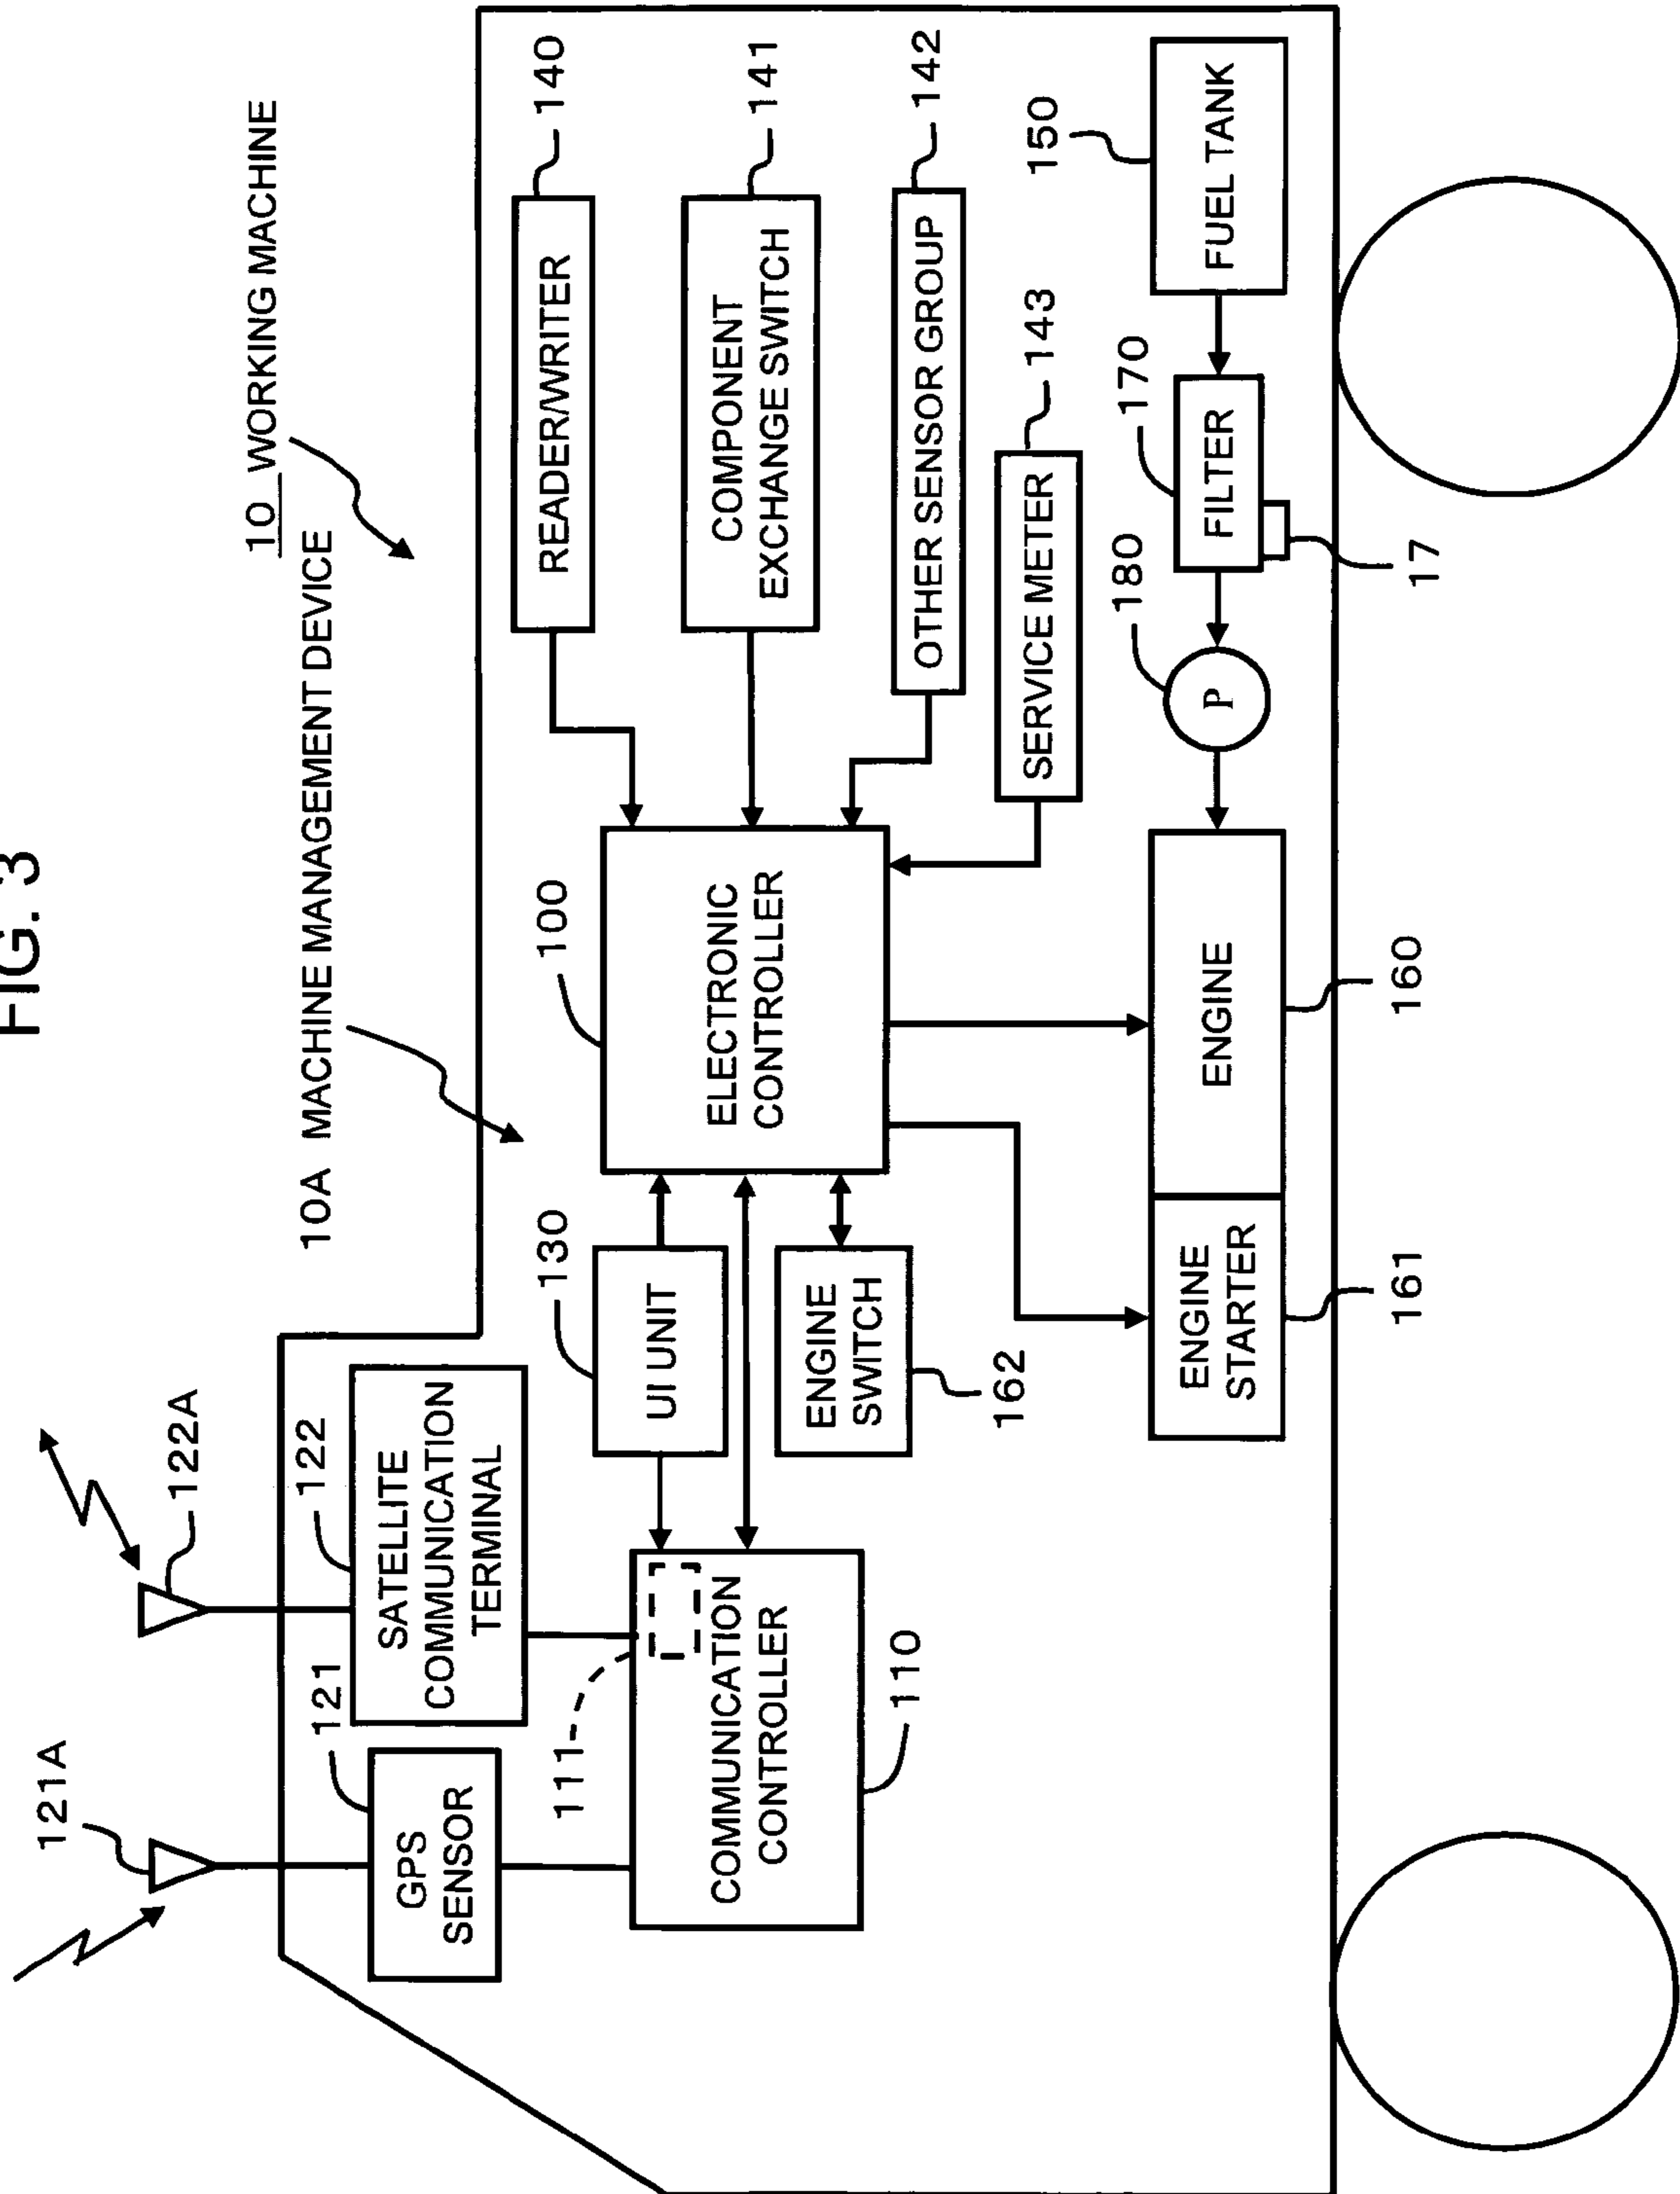 FIG. 3
10 WORKING MACHINE
10A MACHINE MANAGEMENT DEVICE
121A
122A
121
GPS
SENSOR
122
SATELLITE
COMMUNICATION
TERMINAL
111
COMMUNICATION
CONTROLLER
110
130
UI UNIT
ENGINE
SWITCH
162
100
ELECTRONIC
CONTROLLER
READER/WRITER
140
COMPONENT
EXCHANGE SWITCH
141
OTHER SENSOR GROUP
142
SERVICE METER
143
ENGINE
STARTER
161
ENGINE
160
180
P
170
FILTER
17
150
FUEL TANK